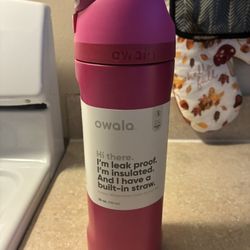 owala
owala
Hi there.
I'm leak proof.
I'm insulated.
And I have a
built-in straw.